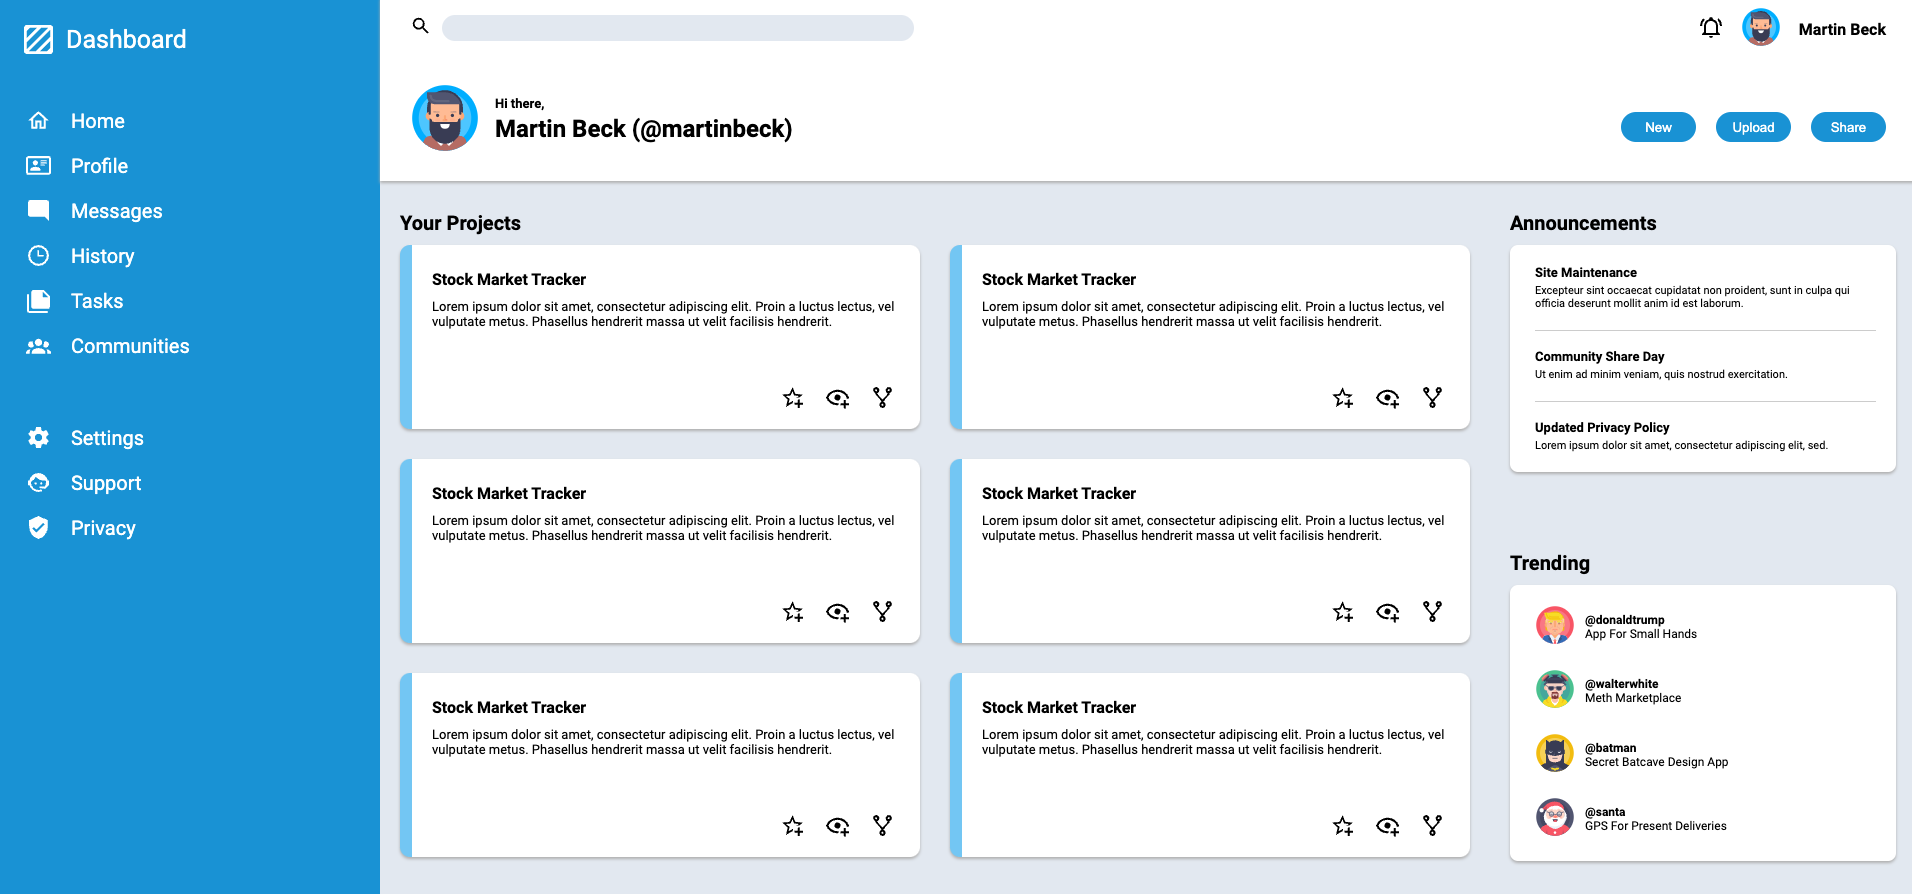 Dashboard
Home
Profile
Messages
History
Tasks
Communities
Settings
Support
Privacy
Martin Beck
Hi there,
Martin Beck (@martinbeck)
New
Upload
Share
Your Projects
Stock Market Tracker
Lorem ipsum dolor sit amet, consectetur adipiscing elit. Proin a luctus lectus, vel
vulputate metus. Phasellus hendrerit massa ut velit facilisis hendrerit.
Stock Market Tracker
Lorem ipsum dolor sit amet, consectetur adipiscing elit. Proin a luctus lectus, vel
vulputate metus. Phasellus hendrerit massa ut velit facilisis hendrerit.
Stock Market Tracker
Lorem ipsum dolor sit amet, consectetur adipiscing elit. Proin a luctus lectus, vel
vulputate metus. Phasellus hendrerit massa ut velit facilisis hendrerit.
Stock Market Tracker
Lorem ipsum dolor sit amet, consectetur adipiscing elit. Proin a luctus lectus, vel
vulputate metus. Phasellus hendrerit massa ut velit facilisis hendrerit.
Stock Market Tracker
Lorem ipsum dolor sit amet, consectetur adipiscing elit. Proin a luctus lectus, vel
vulputate metus. Phasellus hendrerit massa ut velit facilisis hendrerit.
Stock Market Tracker
Lorem ipsum dolor sit amet, consectetur adipiscing elit. Proin a luctus lectus, vel
vulputate metus. Phasellus hendrerit massa ut velit facilisis hendrerit.
Announcements
Site Maintenance
Excepteur sint occaecat cupidatat non proident, sunt in culpa qui
officia deserunt mollit anim id est laborum.
Community Share Day
Ut enim ad minim veniam, quis nostrud exercitation.
Updated Privacy Policy
Lorem ipsum dolor sit amet, consectetur adipiscing elit, sed.
Trending
@donaldtrump
App For Small Hands
@walterwhite
Meth Marketplace
@batman
Secret Batcave Design App
@santa
GPS For Present Deliveries